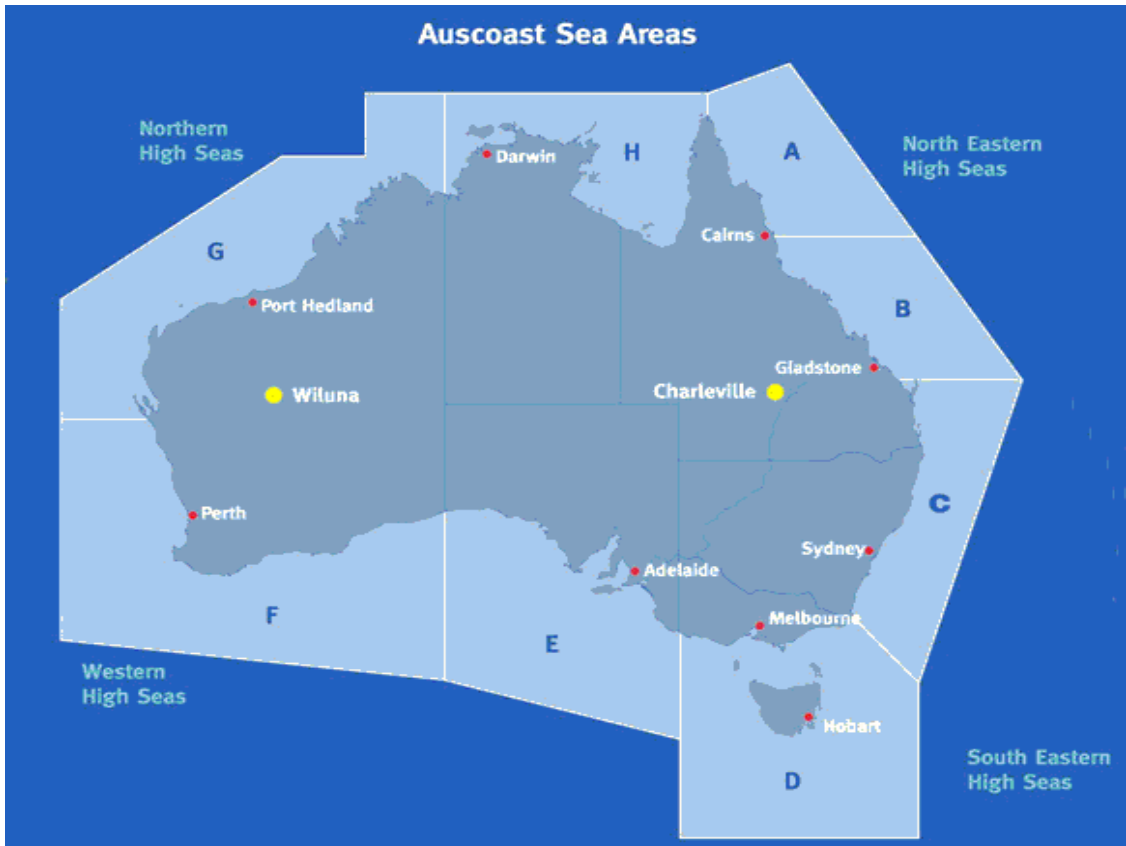 Auscoast Sea Areas
Northern
High Seas
North Eastern
High Seas
H
A
Darwin
Cairns
G
B
Port Hedland
Gladstone
Wiluna
Charleville
C
Perth
Sydney
Adelaide
F
Melbourne
E
Western
High Seas
Hobart
South Eastern
High Seas
D